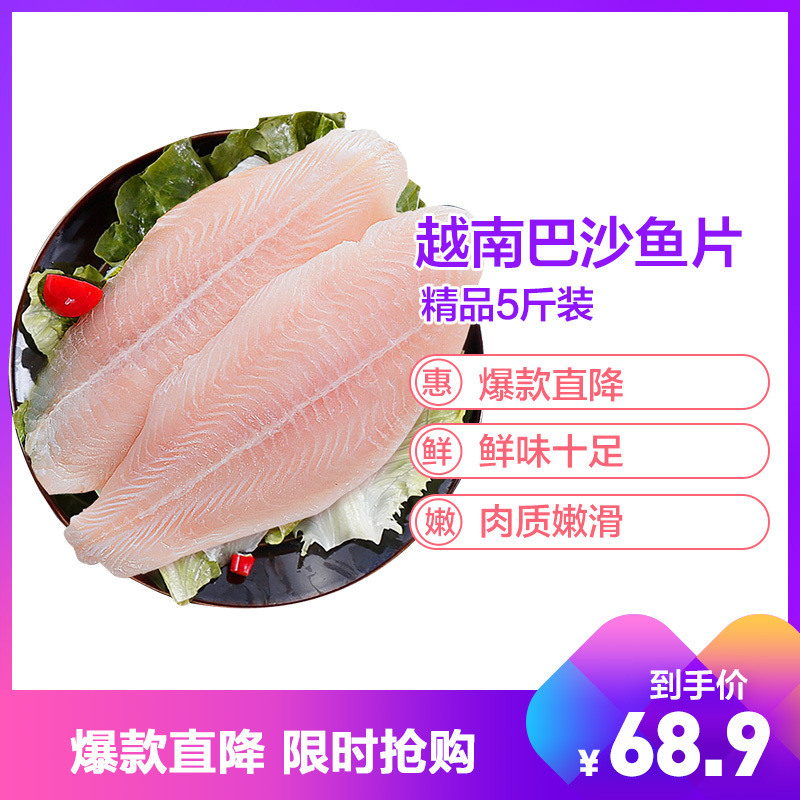 越南巴沙鱼片
精品5斤装
惠 爆款直降
鲜 鲜味十足
嫩 肉质嫩滑
到手价
爆款直降 限时抢购
¥68.9